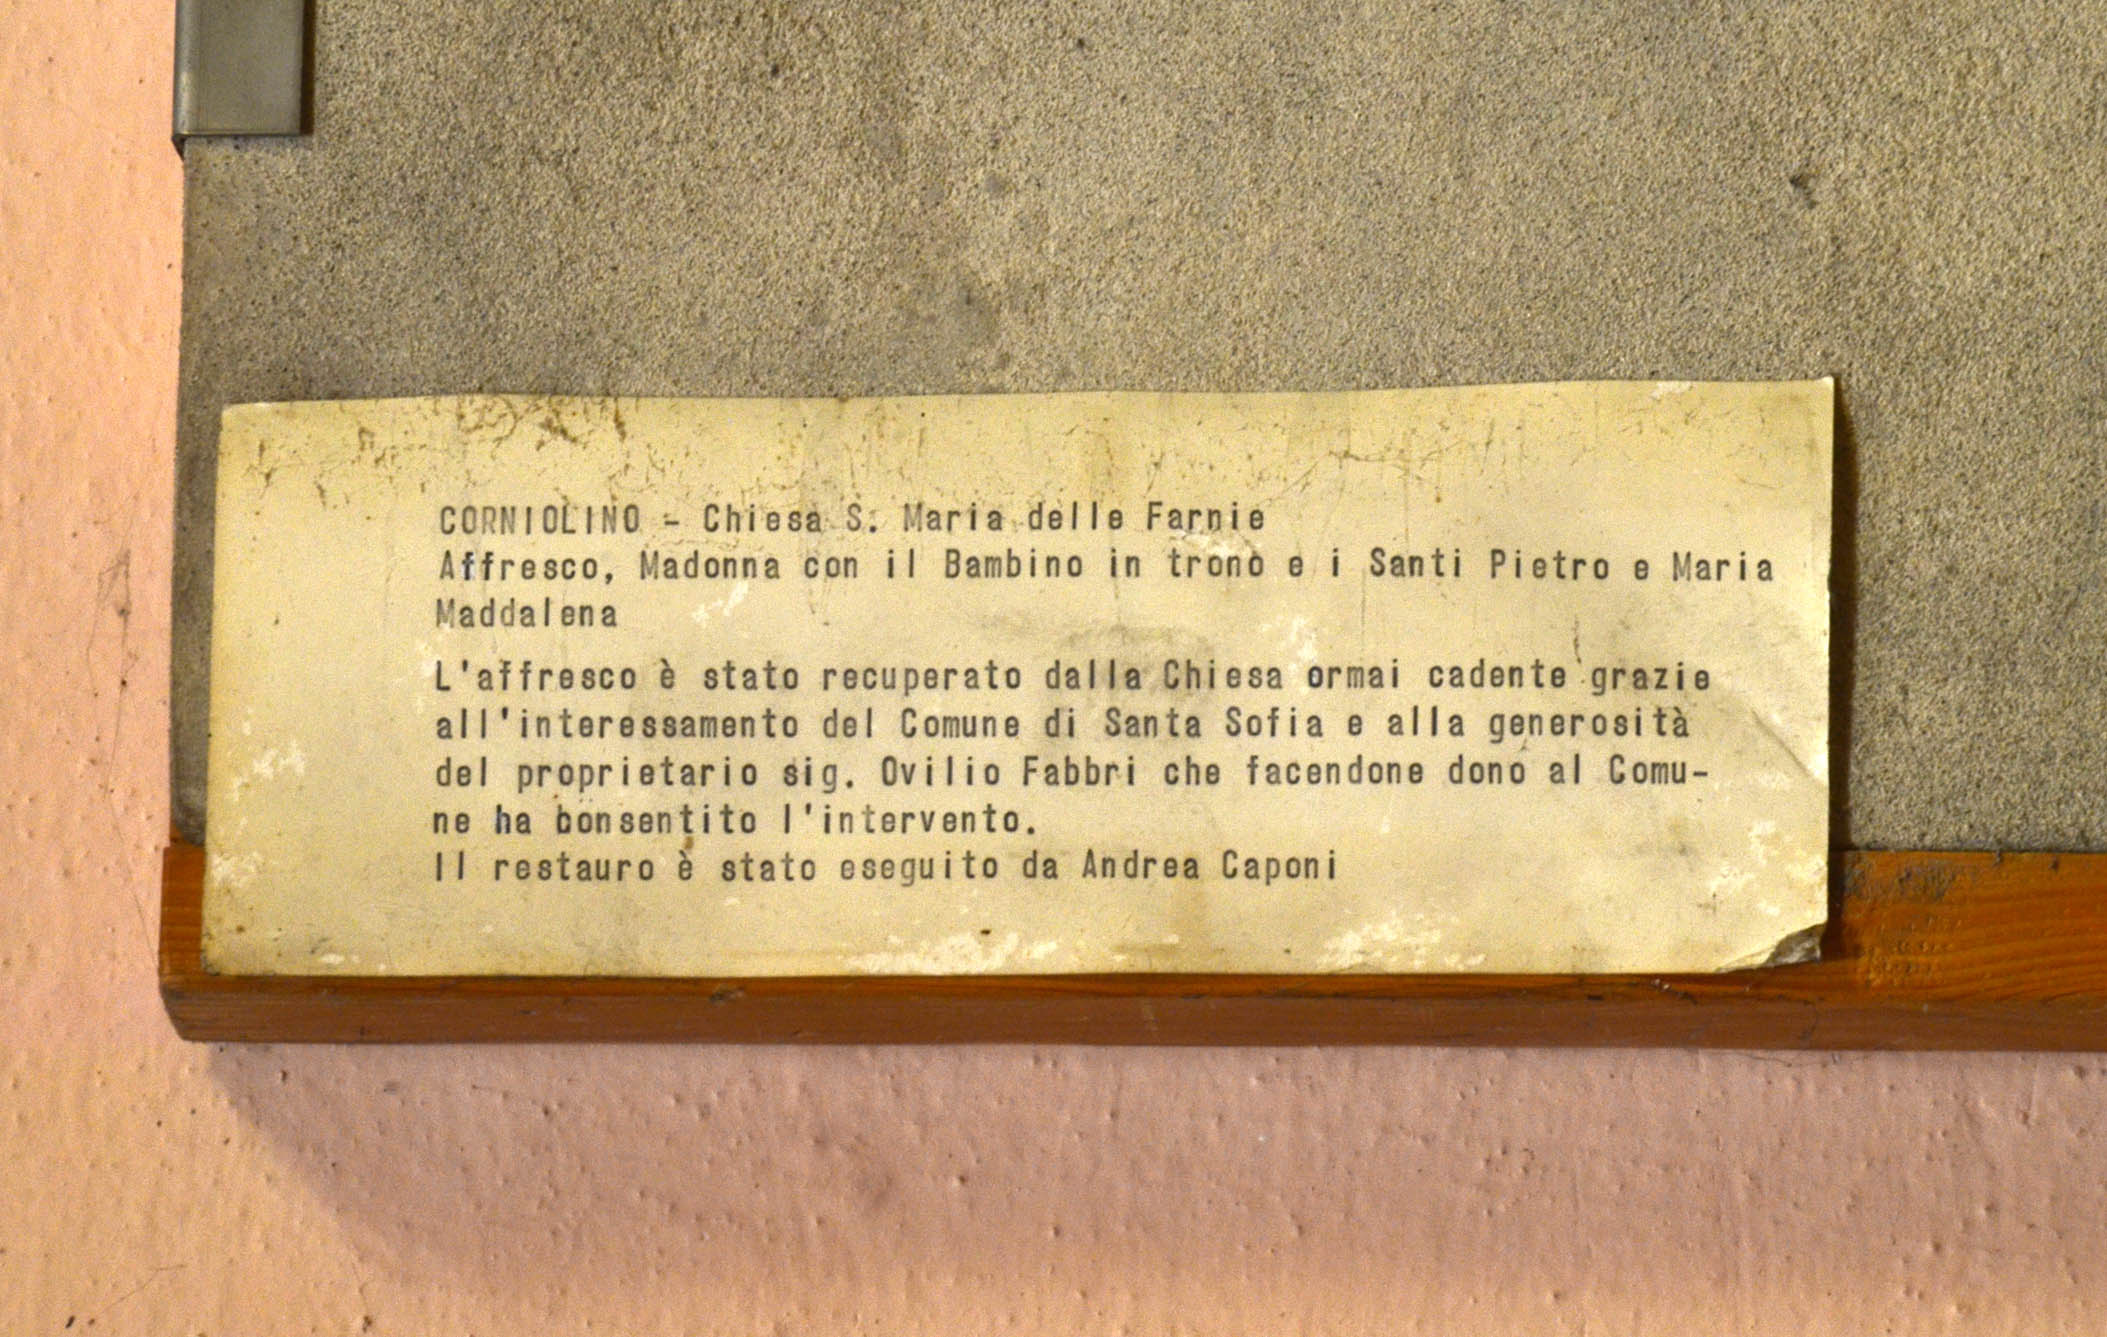 CORNIOLINO - Chiesa S. Maria delle Farnie
Affresco, Madonna con il Bambino in trono e i Santi Pietro e Maria
Maddalena
L'affresco è stato recuperato dalla Chiesa ormai cadente grazie
all'interessamento del Comune di Santa Sofia e alla generosità
del proprietario sig. Ovilio Fabbri che facendone dono al Comu-
ne ha consentito l'intervento.
Il restauro è stato eseguito da Andrea Caponi